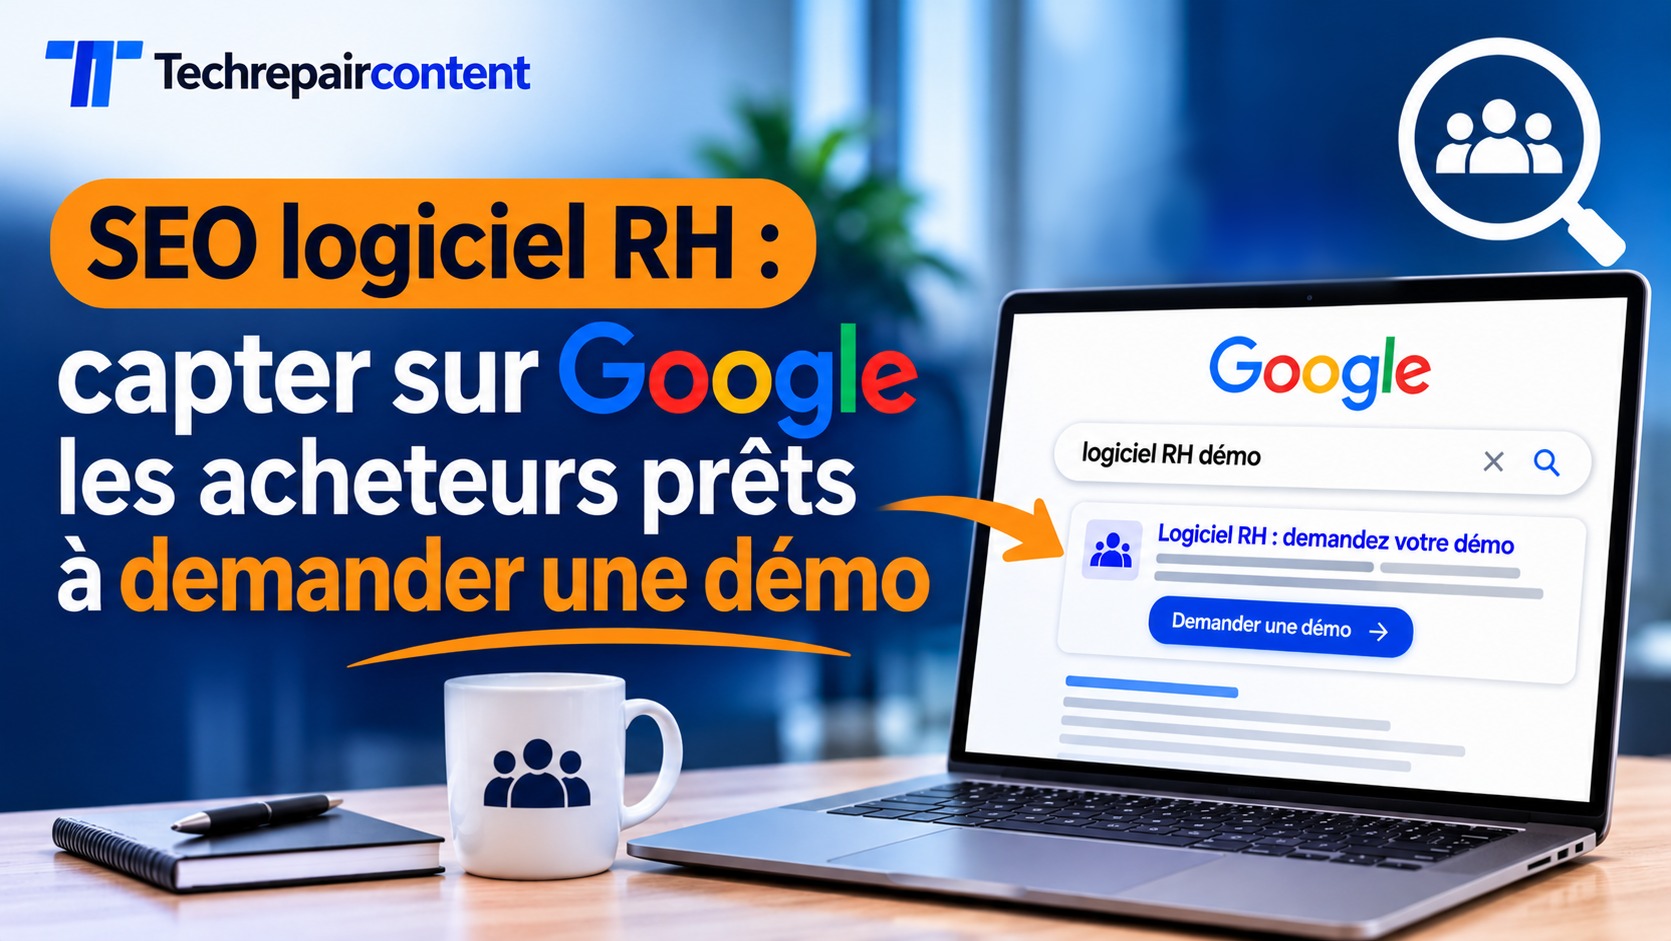 Techrepaircontent
SEO logiciel RH :
capter sur Google
les acheteurs prêts
à demander une démo
Google
logiciel RH démo
Logiciel RH : demandez votre démo
Demander une démo